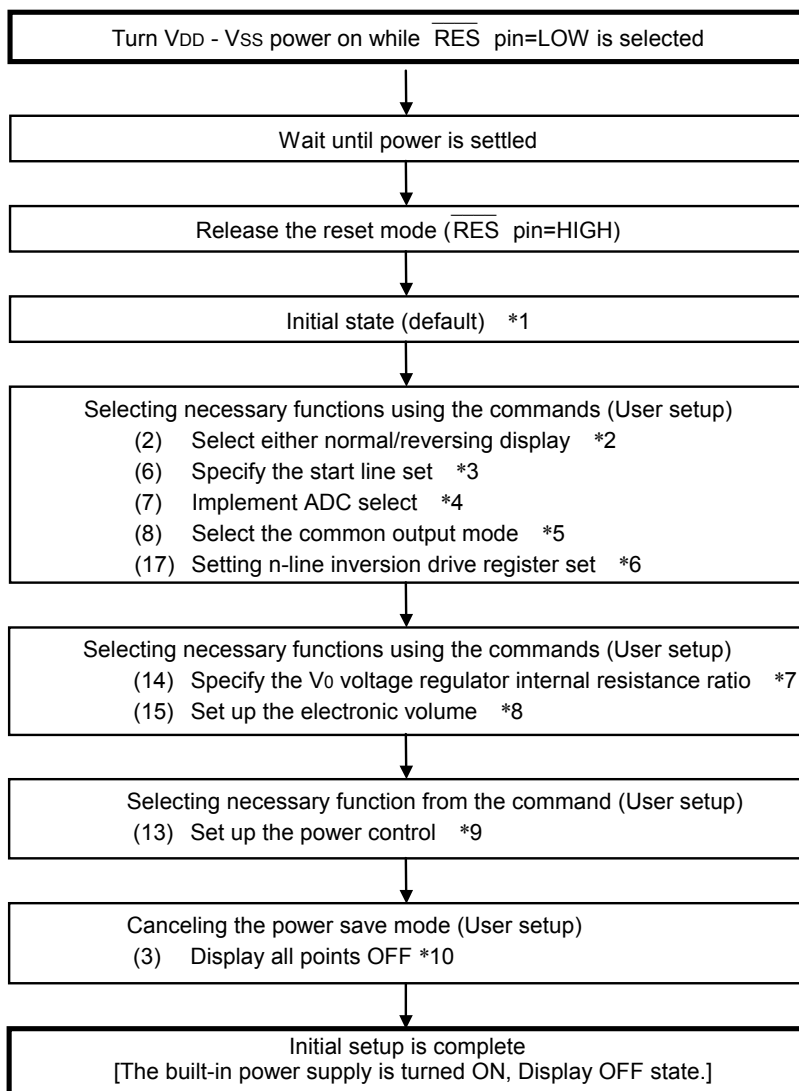 Turn VDD - VSS power on while RES pin=LOW is selected
Wait until power is settled
Release the reset mode (RES pin=HIGH)
Initial state (default) *1
Selecting necessary functions using the commands (User setup)
(2) Select either normal/reversing display *2
(6) Specify the start line set *3
(7) Implement ADC select *4
(8) Select the common output mode *5
(17) Setting n-line inversion drive register set *6
Selecting necessary functions using the commands (User setup)
(14) Specify the V0 voltage regulator internal resistance ratio *7
(15) Set up the electronic volume *8
Selecting necessary function from the command (User setup)
(13) Set up the power control *9
Canceling the power save mode (User setup)
(3) Display all points OFF *10
Initial setup is complete
[The built-in power supply is turned ON, Display OFF state.]